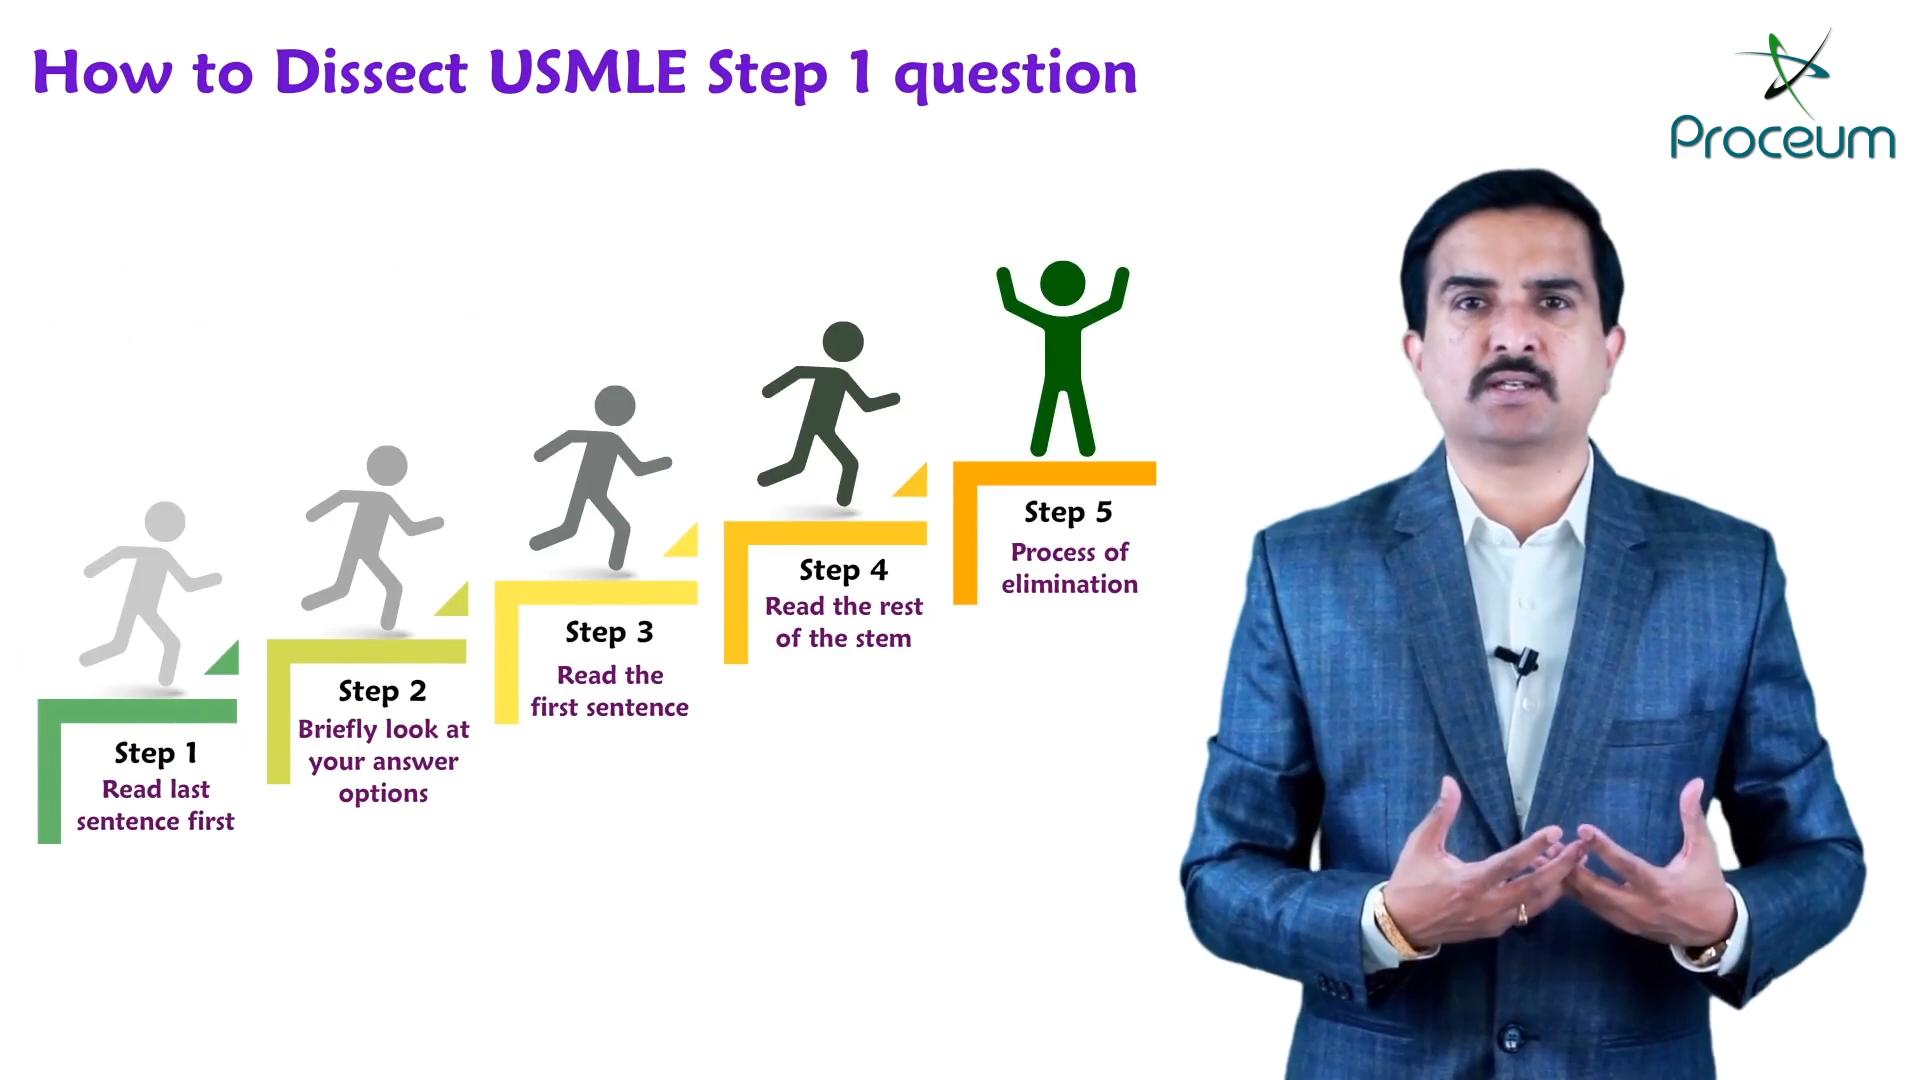 How to Dissect USMLE Step 1 question
Proceum
Step 1
Read last
sentence first
Step 2
Briefly look at
your answer
options
Step 3
Read the
first sentence
Step 4
Read the rest
of the stem
Step 5
Process of
elimination